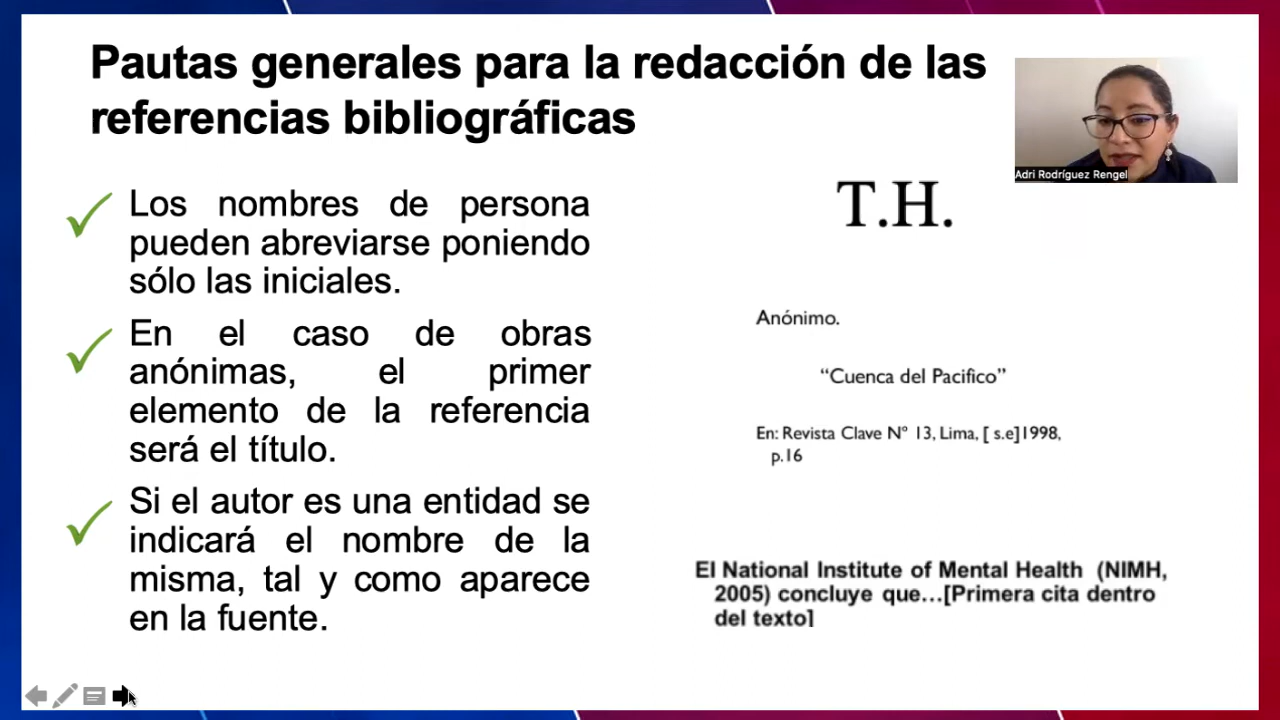 Pautas generales para la redacción de las
referencias bibliográficas
Adri Rodríguez Rengel
Los nombres de persona
pueden abreviarse poniendo
sólo las iniciales.
En el caso de obras
anónimas, el primer
elemento de la referencia
será el título.
Si el autor es una entidad se
indicará el nombre de la
misma, tal y como aparece
en la fuente.
T.H.
Anónimo.
“Cuenca del Pacifico”
En: Revista Clave N° 13, Lima, [ s.e]1998,
p.16
El National Institute of Mental Health (NIMH,
2005) concluye que…[Primera cita dentro
del texto]